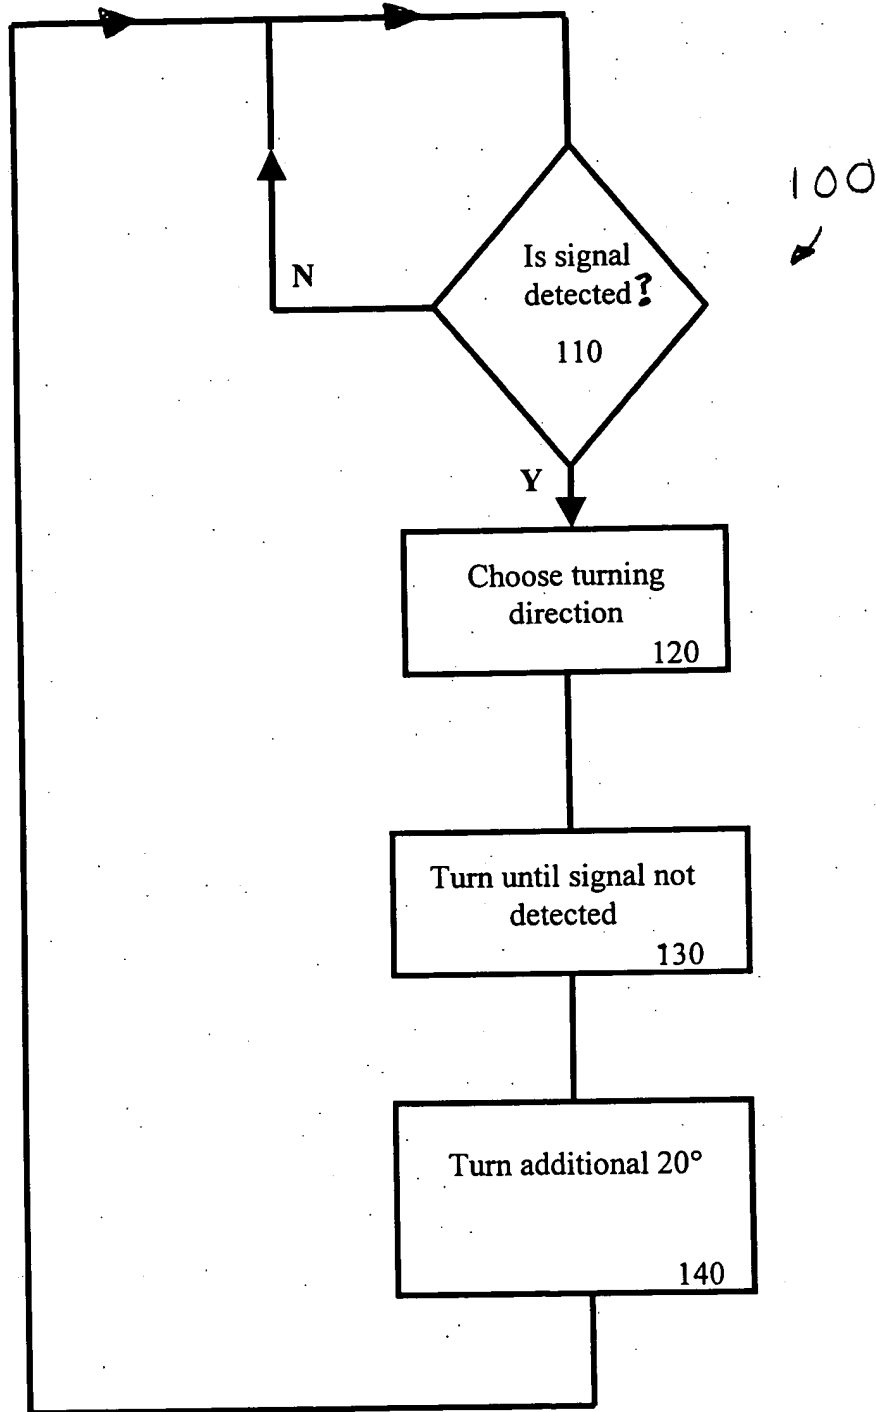 100
Is signal
detected?
110
N
Y
Choose turning
direction
120
Turn until signal not
detected
130
Turn additional 20°
140